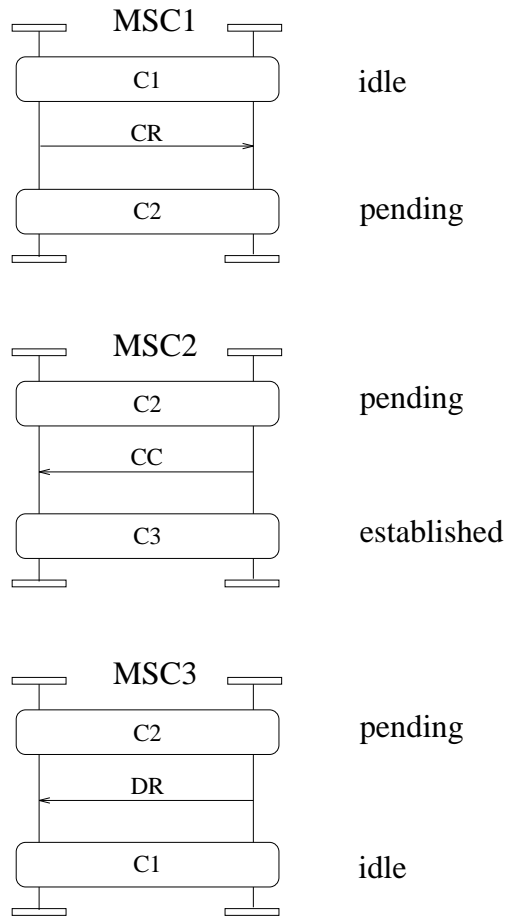 MSC1
C1 idle
CR
C2 pending
MSC2
C2 pending
CC
C3 established
MSC3
C2 pending
DR
C1 idle